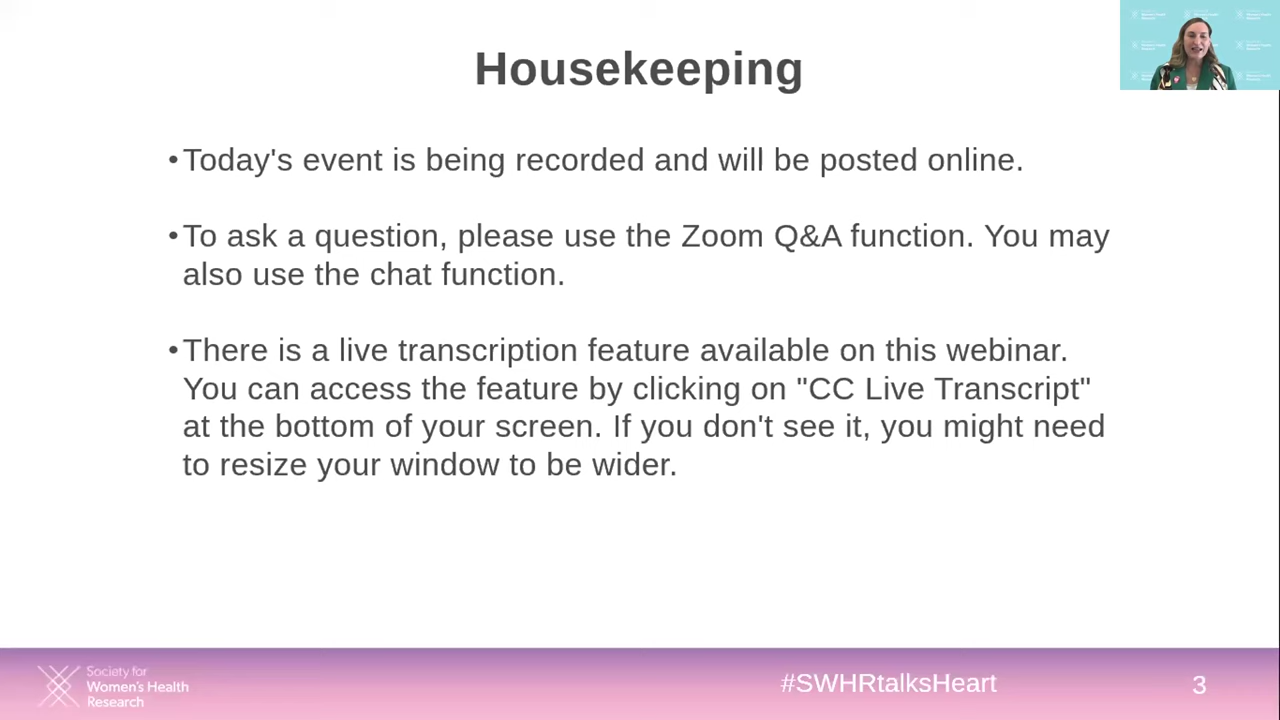 Housekeeping
•Today's event is being recorded and will be posted online.
•To ask a question, please use the Zoom Q&A function. You may
also use the chat function.
•There is a live transcription feature available on this webinar.
You can access the feature by clicking on "CC Live Transcript"
at the bottom of your screen. If you don't see it, you might need
to resize your window to be wider.
Society for
Women's Health
Research
#SWHRtalksHeart
3